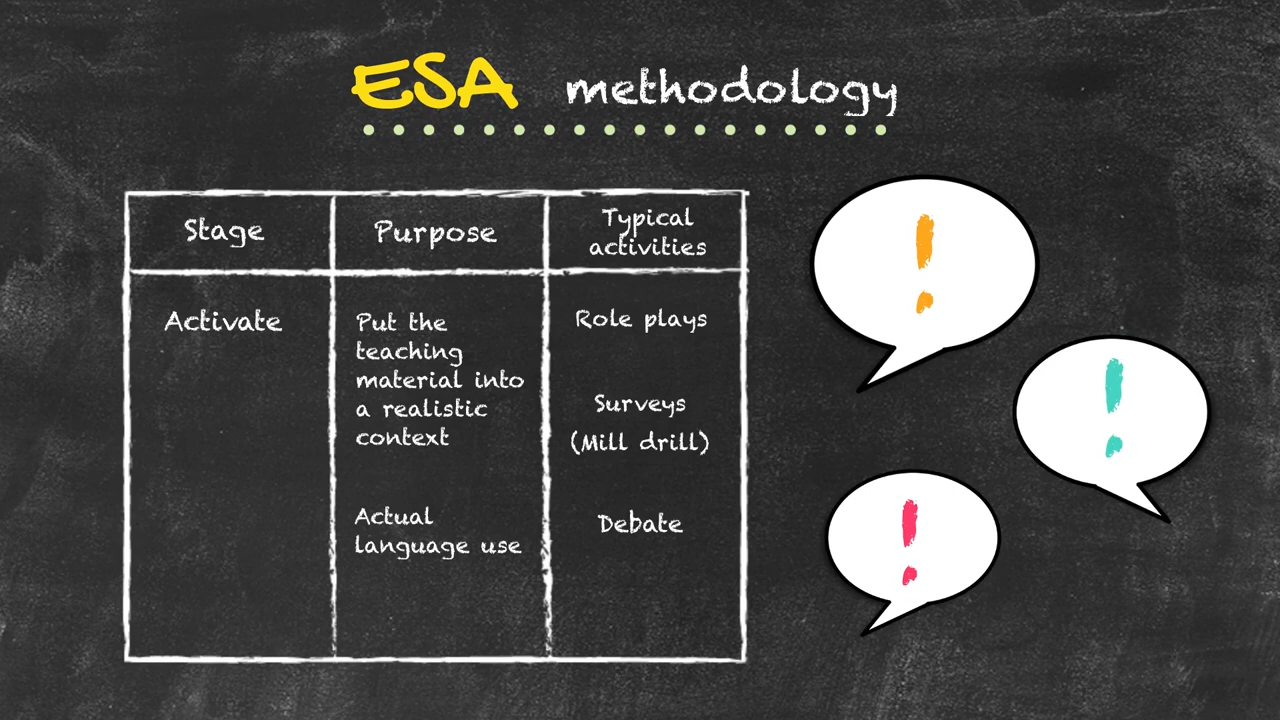 ESA methodology
Stage
Purpose
Typical
activities
Activate
Put the
teaching
material into
a realistic
context
Actual
language use
Role plays
Surveys
(Mill drill)
Debate
!
!
!